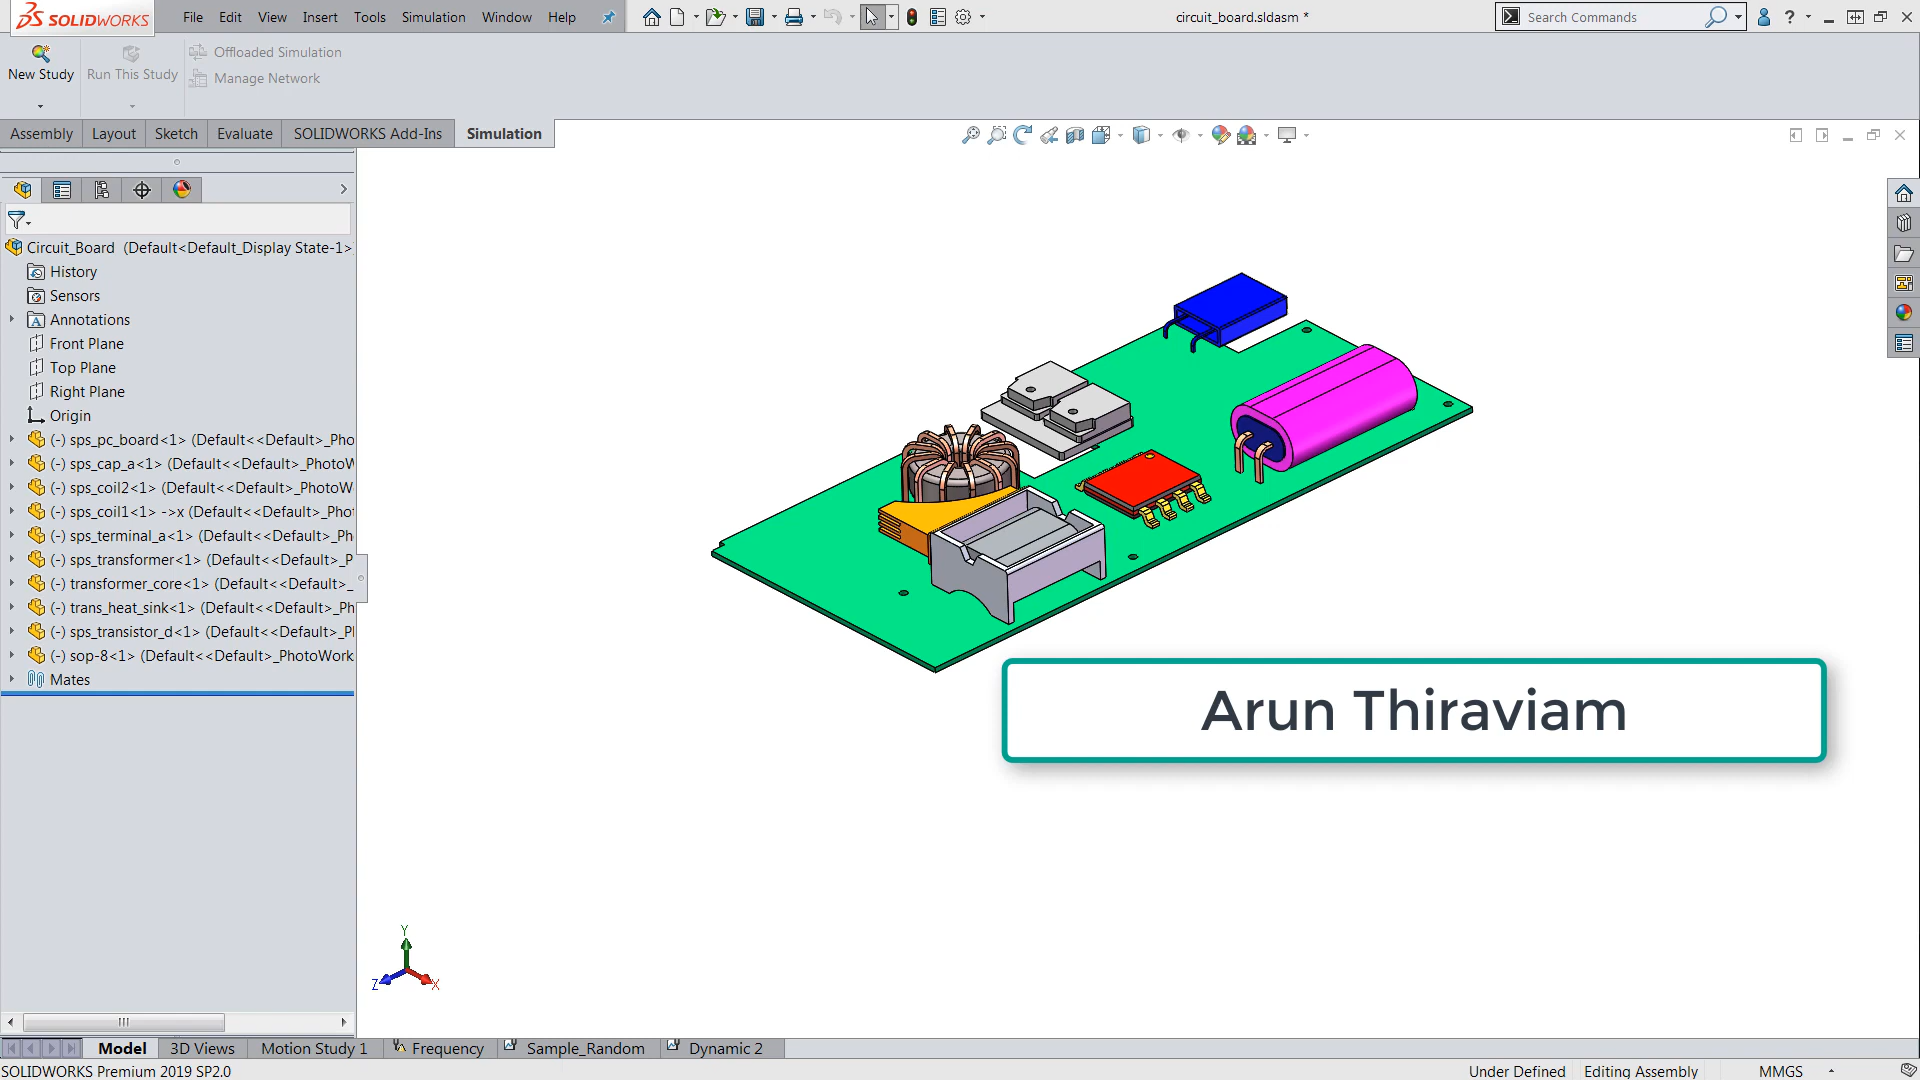 SOLIDWORKS
File Edit View Insert Tools Simulation Window Help
circuit_board.sldasm *
Search Commands
New Study
Run This Study
Offloaded Simulation
Manage Network
Assembly Layout Sketch Evaluate SOLIDWORKS Add-Ins Simulation
Circuit_Board (Default<Default_Display State-1>
History
Sensors
Annotations
Front Plane
Top Plane
Right Plane
Origin
(-) sps_pc_board<1> (Default<<Default>_Pho
(-) sps_cap_a<1> (Default<<Default>_PhotoW
(-) sps_coil2<1> (Default<<Default>_PhotoW
(-) sps_coil1<1> ->x (Default<<Default>_Phot
(-) sps_terminal_a<1> (Default<<Default>_Ph
(-) sps_transformer<1> (Default<<Default>_P
(-) transformer_core<1> (Default<<Default>_
(-) trans_heat_sink<1> (Default<<Default>_Ph
(-) sps_transistor_d<1> (Default<<Default>_Pl
(-) sop-8<1> (Default<<Default>_PhotoWork
Mates
Arun Thiraviam
Y
Z
X
Model 3D Views Motion Study 1 Frequency Sample_Random Dynamic 2
SOLIDWORKS Premium 2019 SP2.0
Under Defined Editing Assembly MMGS